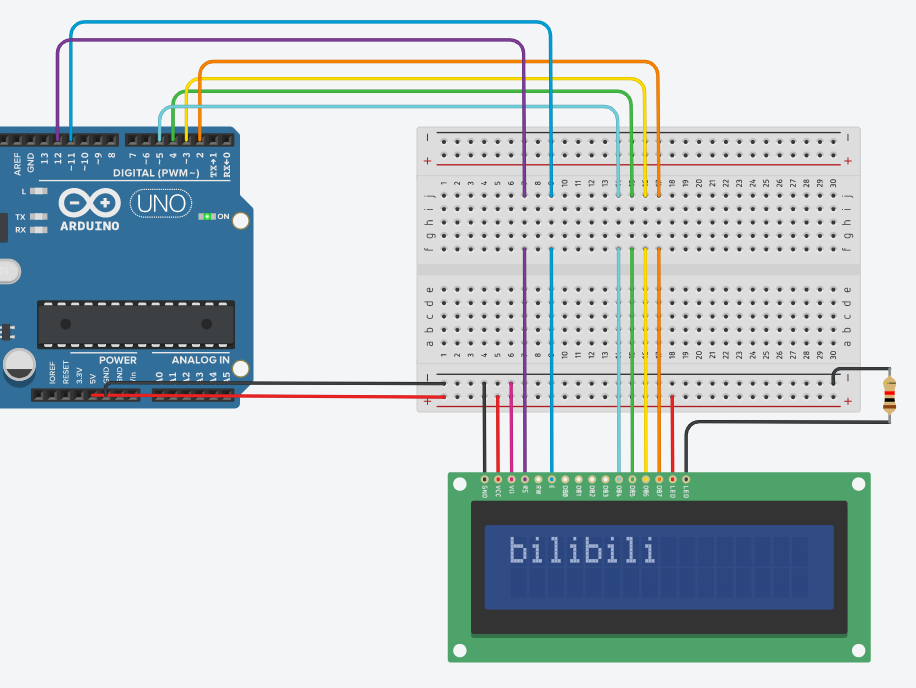 AREF
GND
13
12
~11
~10
~9
8
7
~6
~5
4
~3
2
TX→1
RX←0
DIGITAL (PWM~)
L
TX
RX
UNO
ON
ARDUINO
POWER
ANALOG IN
IOREF
RESET
3.3V
5V
GND
GND
Vin
A0
A1
A2
A3
A4
A5
1 2 3 4 5 6 7 8 9 10 11 12 13 14 15 16 17 18 19 20 21 22 23 24 25 26 27 28 29 30
j
i
h
g
f
e
d
c
b
a
1 2 3 4 5 6 7 8 9 10 11 12 13 14 15 16 17 18 19 20 21 22 23 24 25 26 27 28 29 30
GND
VCC
V0
RS
RW
E
DB0
DB1
DB2
DB3
DB4
DB5
DB6
DB7
LED
LED
bilibili